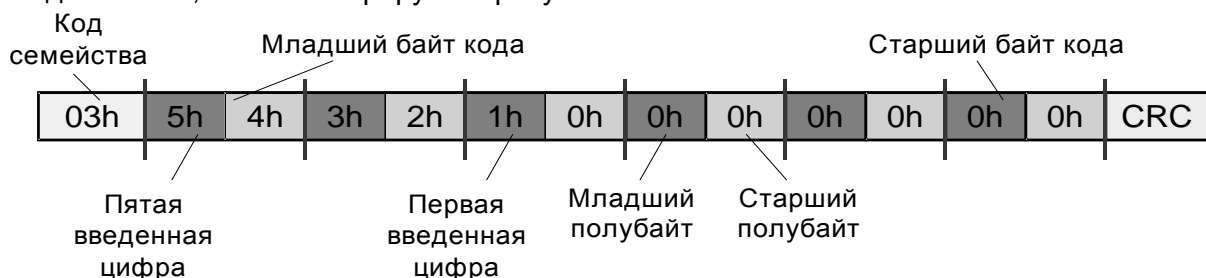 Код
семейства
Младший байт кода
Старший байт кода
03h 5h 4h 3h 2h 1h 0h 0h 0h 0h 0h 0h 0h CRC
Пятая
введенная
цифра
Первая
введенная
цифра
Младший
полубайт
Старший
полубайт